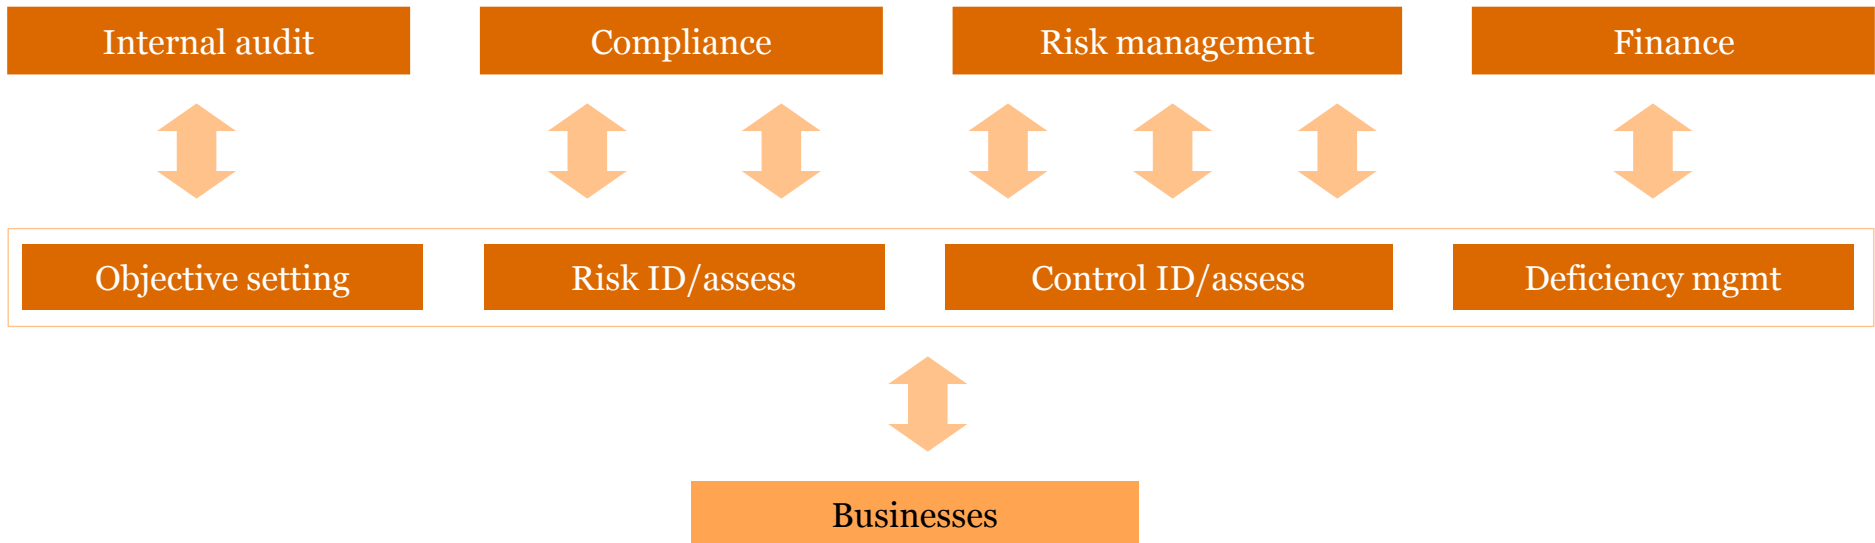 Internal audit
Compliance
Risk management
Finance
Objective setting
Risk ID/assess
Control ID/assess
Deficiency mgmt
Businesses